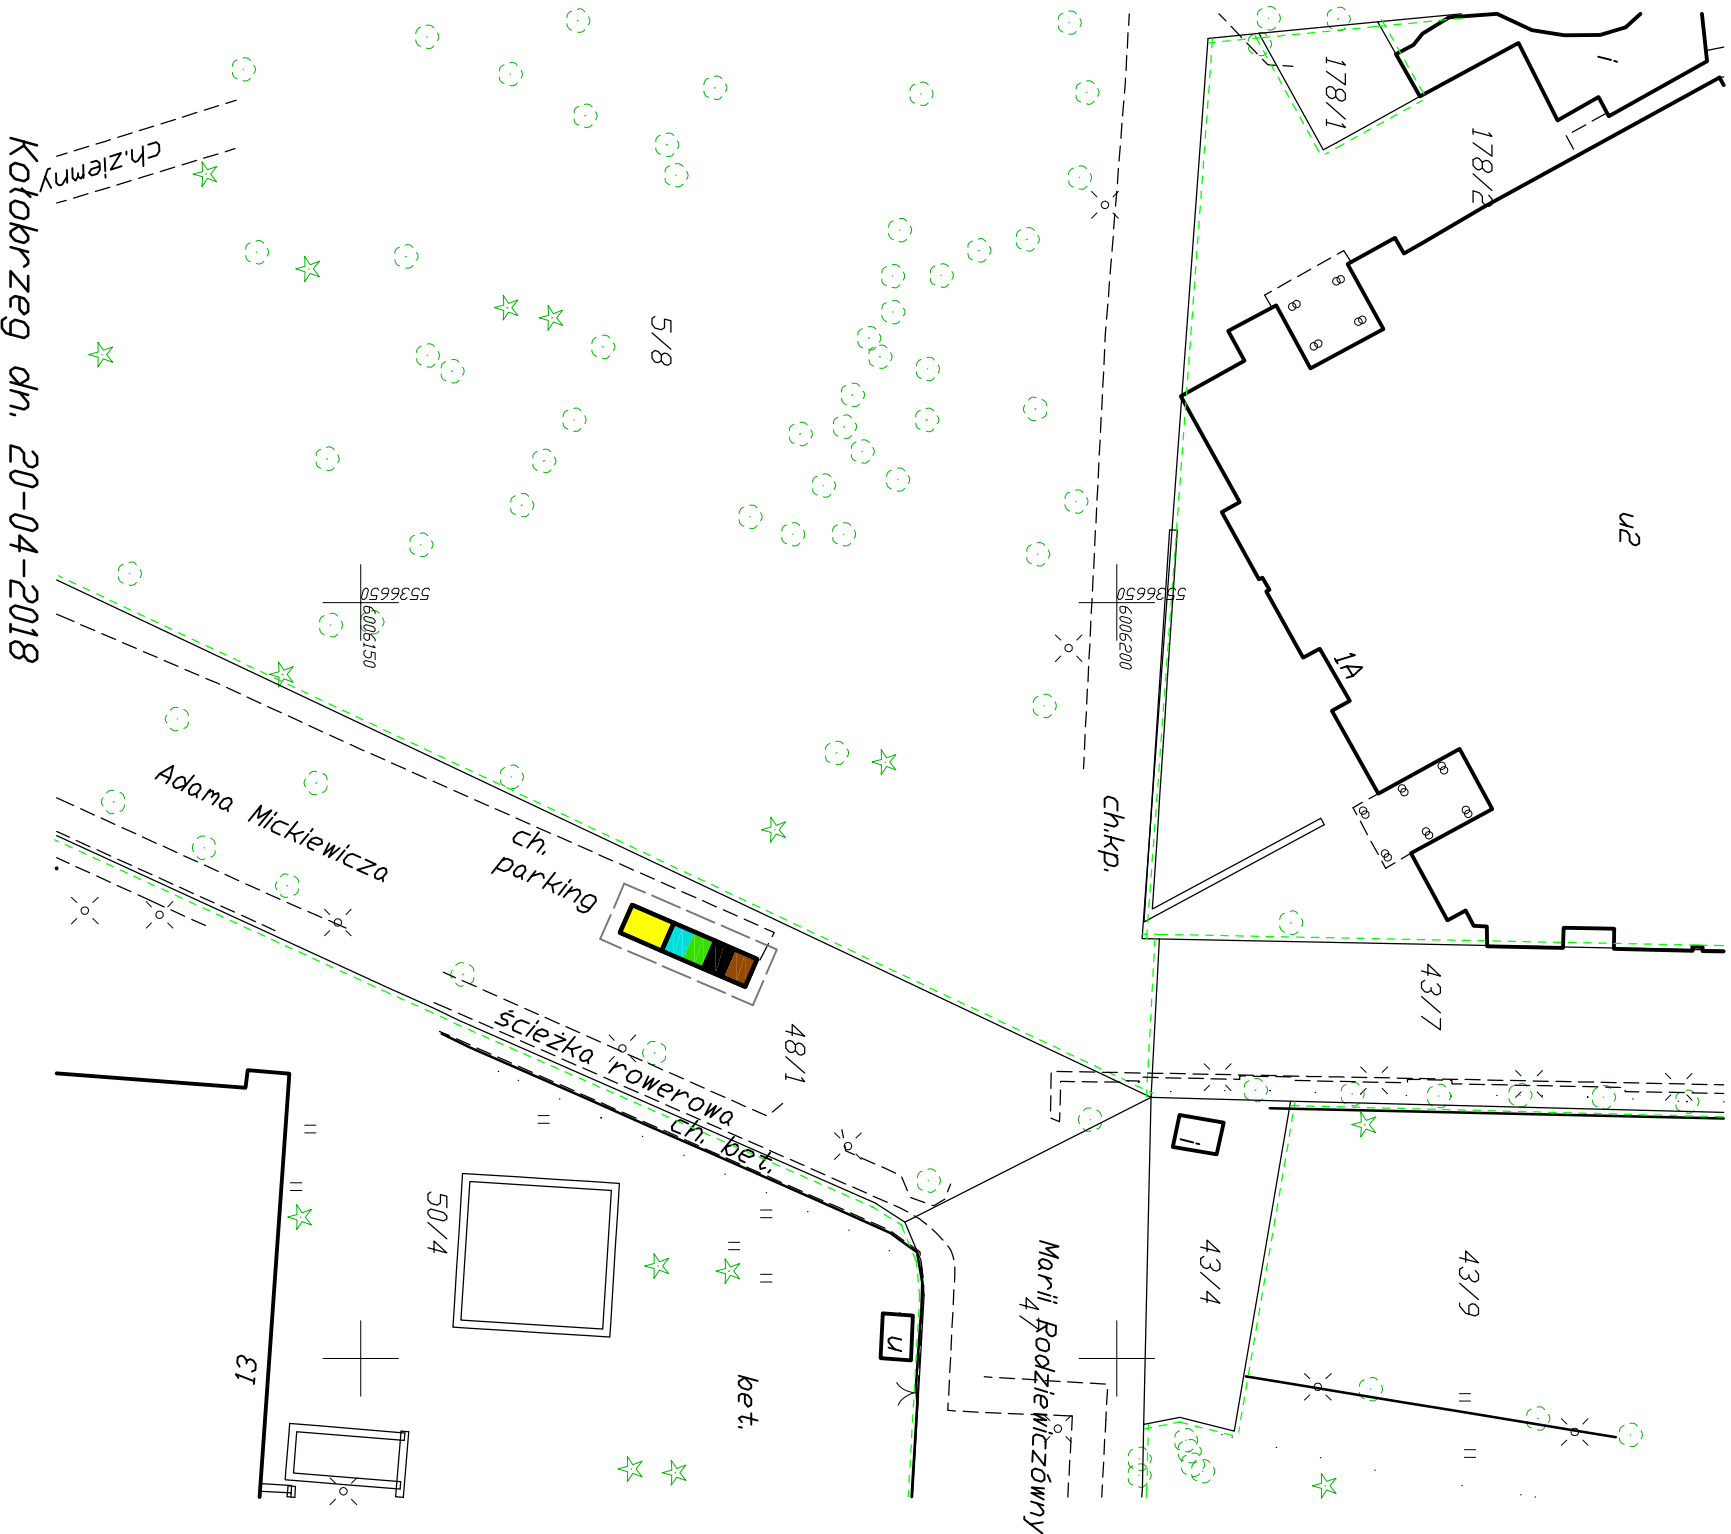 178/1
i
178/2
ch.ziemny
5/8
Kołobrzeg dn. 20-04-2018
u2
5536650
6006150
5536650
6006200
1A
ch.kp.
Adama Mickiewicza
ch.
parking
43/7
48/1
ścieżka rowerowa
ch. bet.
i
50/4
43/4
43/9
Marii Rodziewiczówny
u
bet.